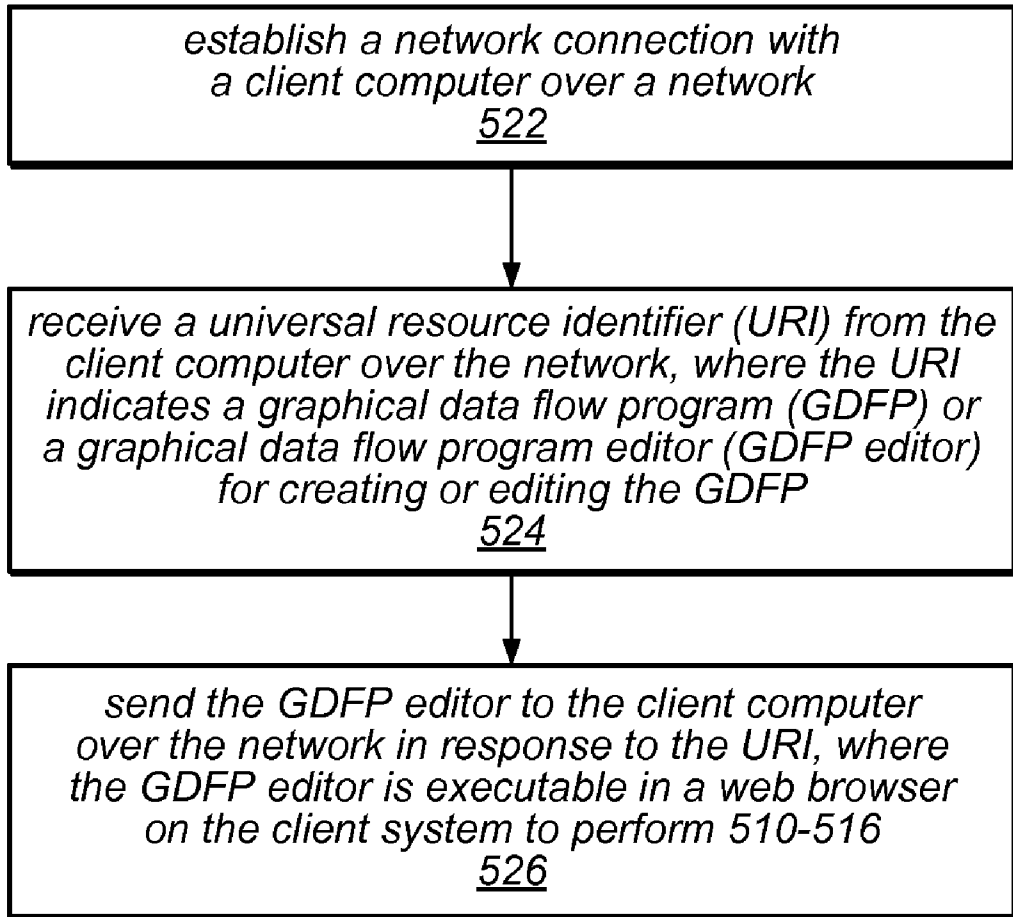 establish a network connection with
a client computer over a network
522
receive a universal resource identifier (URI) from the
client computer over the network, where the URI
indicates a graphical data flow program (GDFP) or
a graphical data flow program editor (GDFP editor)
for creating or editing the GDFP
524
send the GDFP editor to the client computer
over the network in response to the URI, where
the GDFP editor is executable in a web browser
on the client system to perform 510-516
526